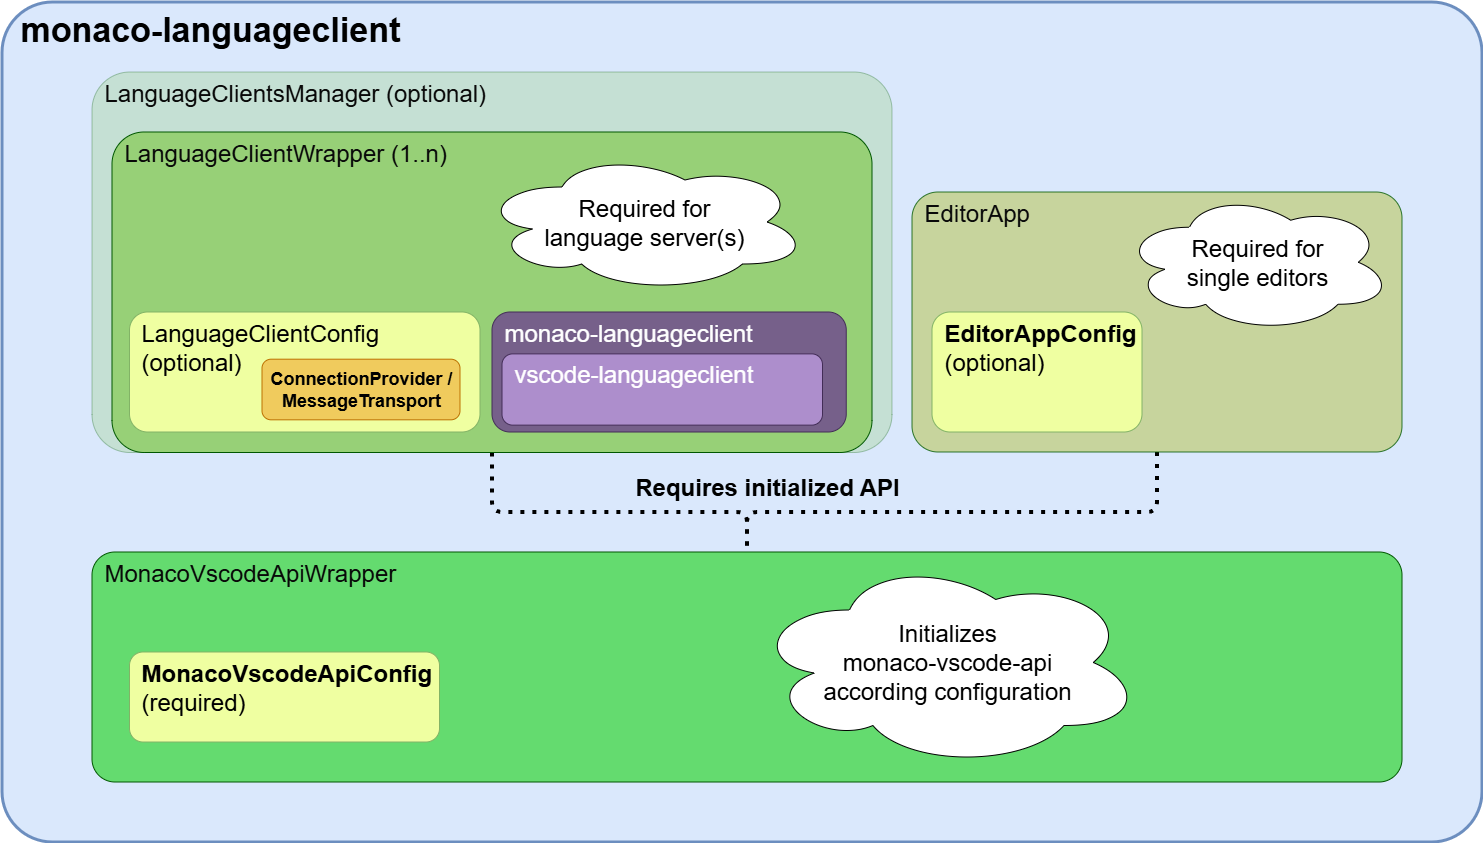 monaco-languageclient
LanguageClientsManager (optional)
LanguageClientWrapper (1..n)
Required for
language server(s)
LanguageClientConfig
(optional)
ConnectionProvider /
MessageTransport
monaco-languageclient
vscode-languageclient
EditorApp
Required for
single editors
EditorAppConfig
(optional)
Requires initialized API
MonacoVscodeApiWrapper
MonacoVscodeApiConfig
(required)
Initializes
monaco-vscode-api
according configuration